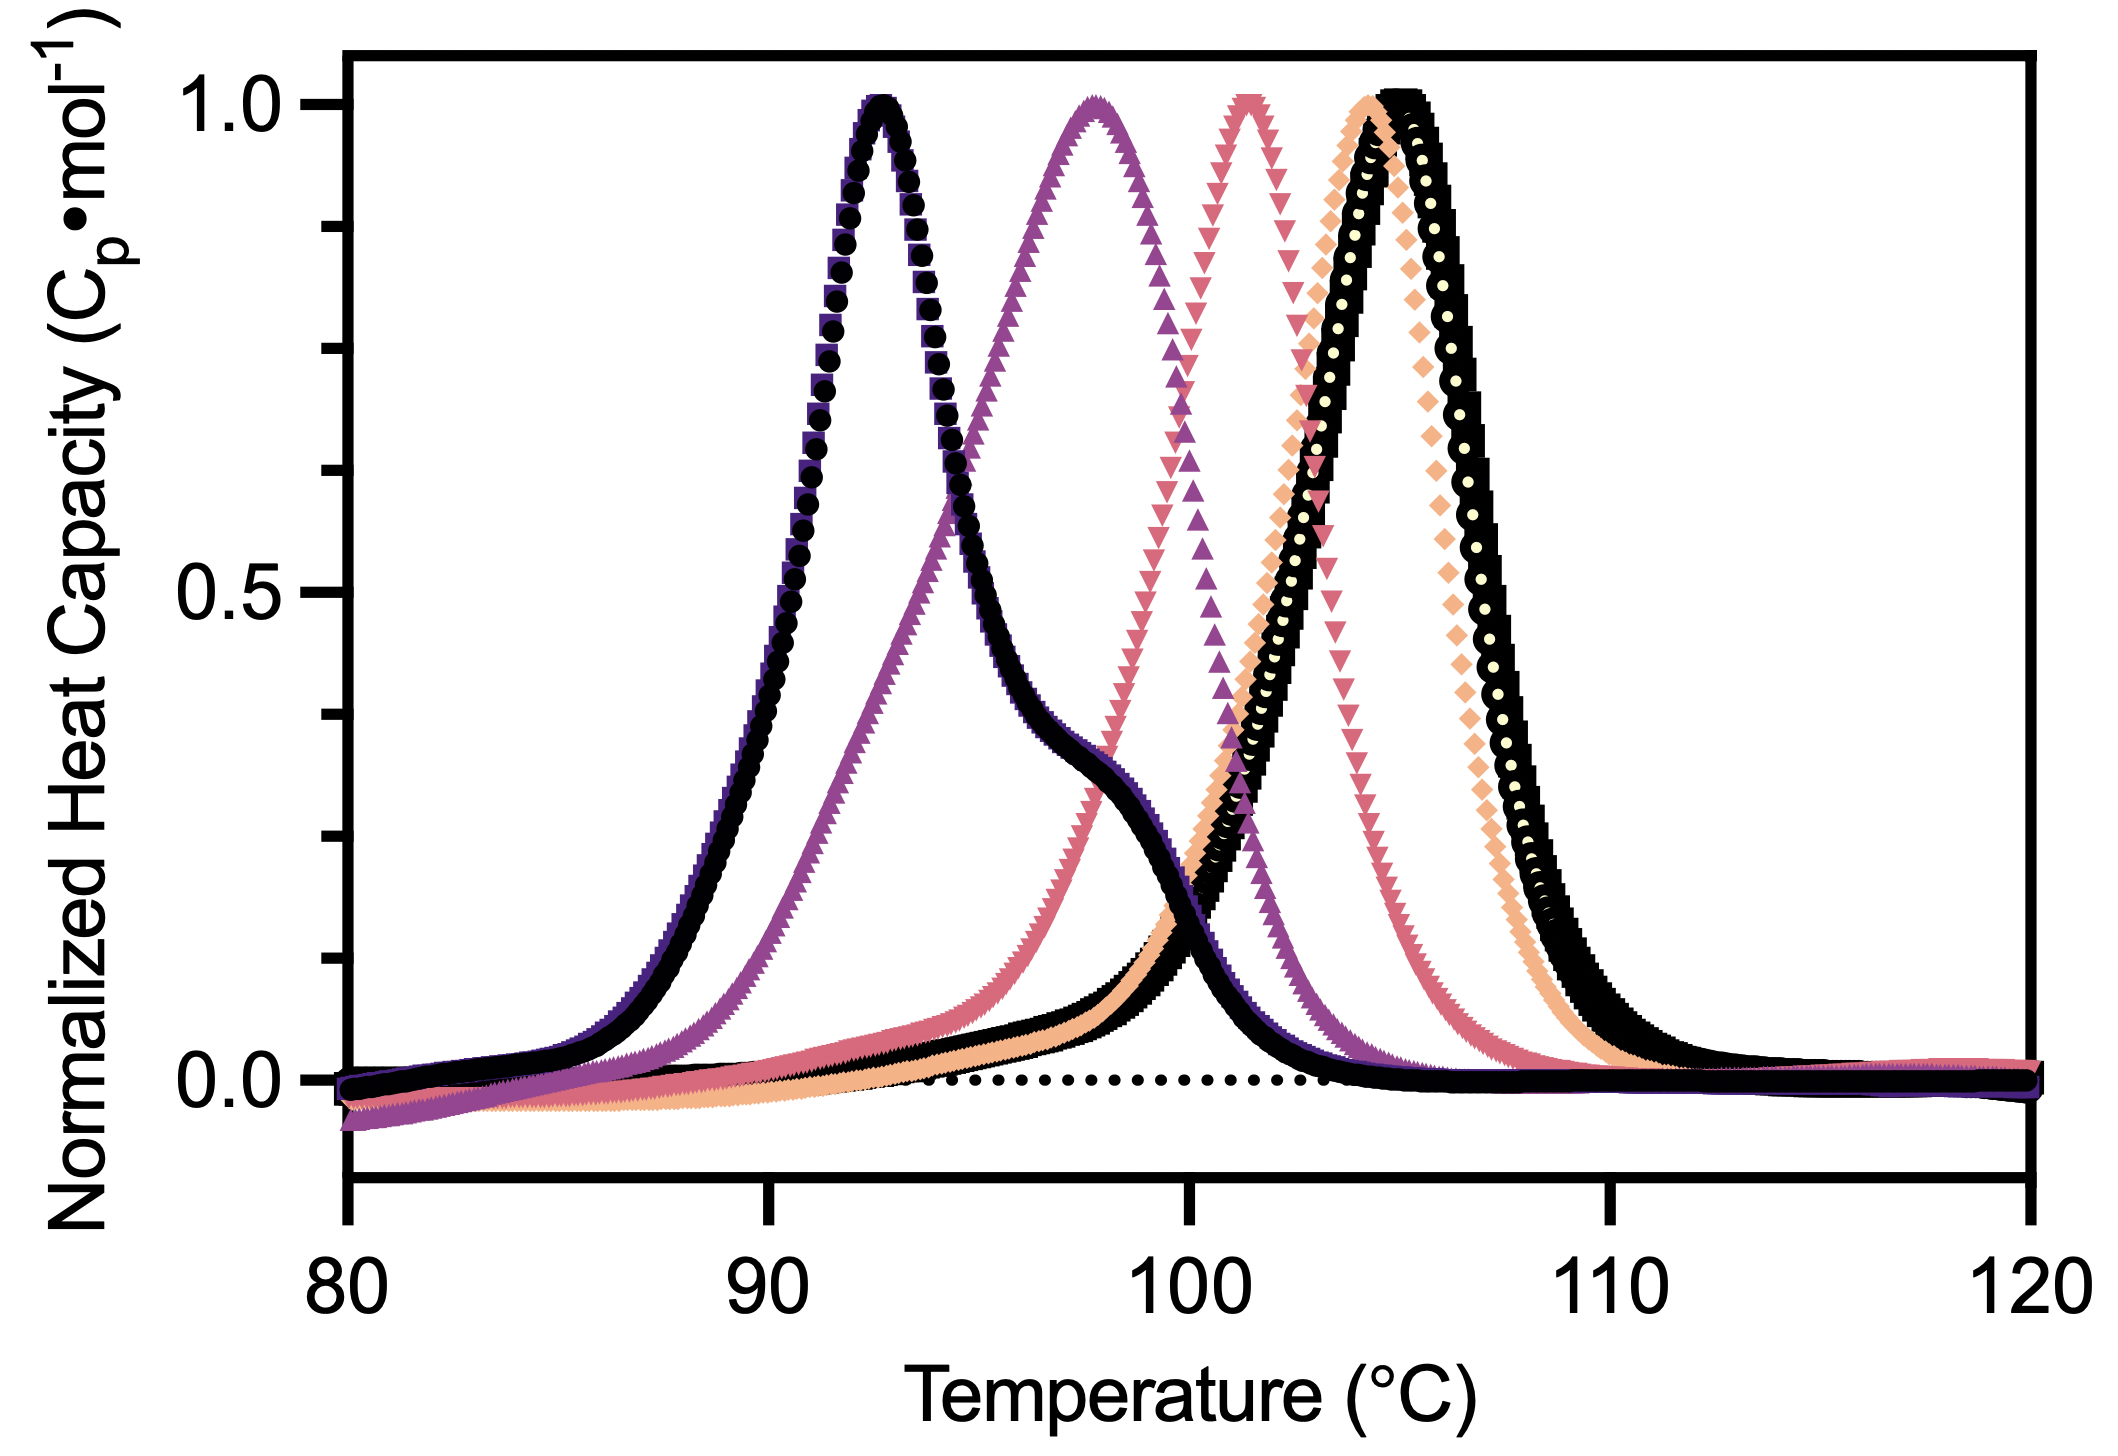 Normalized Heat Capacity (Cp•mol-1)
1.0
0.5
0.0
80 90 100 110 120
Temperature (°C)